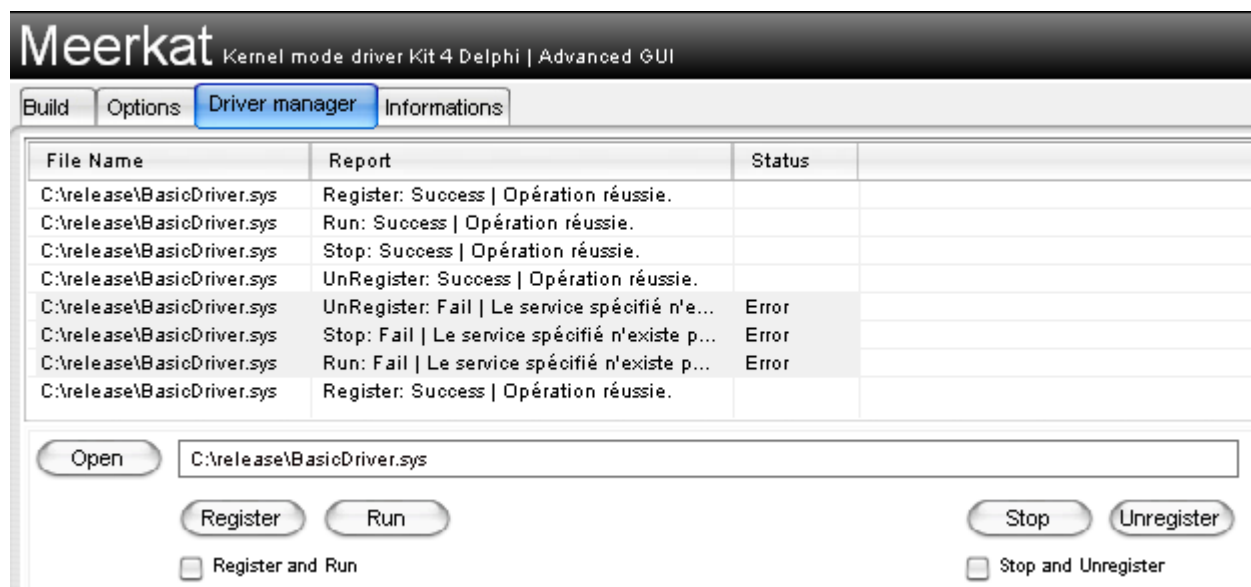 Meerkat Kernel mode driver Kit 4 Delphi | Advanced GUI
Build Options Driver manager Informations
File Name Report Status
C:\release\BasicDriver.sys Register: Success | Opération réussie.
C:\release\BasicDriver.sys Run: Success | Opération réussie.
C:\release\BasicDriver.sys Stop: Success | Opération réussie.
C:\release\BasicDriver.sys UnRegister: Success | Opération réussie.
C:\release\BasicDriver.sys UnRegister: Fail | Le service spécifié n'e... Error
C:\release\BasicDriver.sys Stop: Fail | Le service spécifié n'existe p... Error
C:\release\BasicDriver.sys Run: Fail | Le service spécifié n'existe p... Error
C:\release\BasicDriver.sys Register: Success | Opération réussie.
Open C:\release\BasicDriver.sys
Register Run Stop Unregister
Register and Run Stop and Unregister